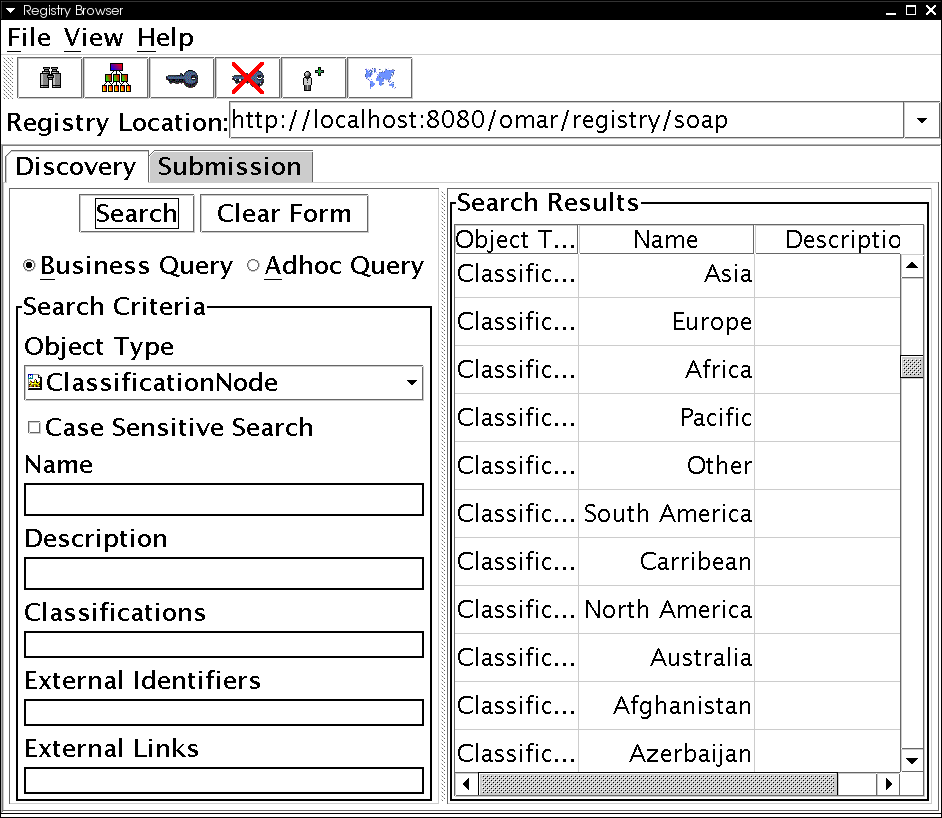 Registry Browser
File View Help
Registry Location: http://localhost:8080/omar/registry/soap
Discovery Submission
Search Clear Form
Business Query Adhoc Query
Search Criteria
Object Type
ClassificationNode
Case Sensitive Search
Name
Description
Classifications
External Identifiers
External Links
Search Results
Object T... Name Descriptio
Classific... Asia
Classific... Europe
Classific... Africa
Classific... Pacific
Classific... Other
Classific... South America
Classific... Carribean
Classific... North America
Classific... Australia
Classific... Afghanistan
Classific... Azerbaijan